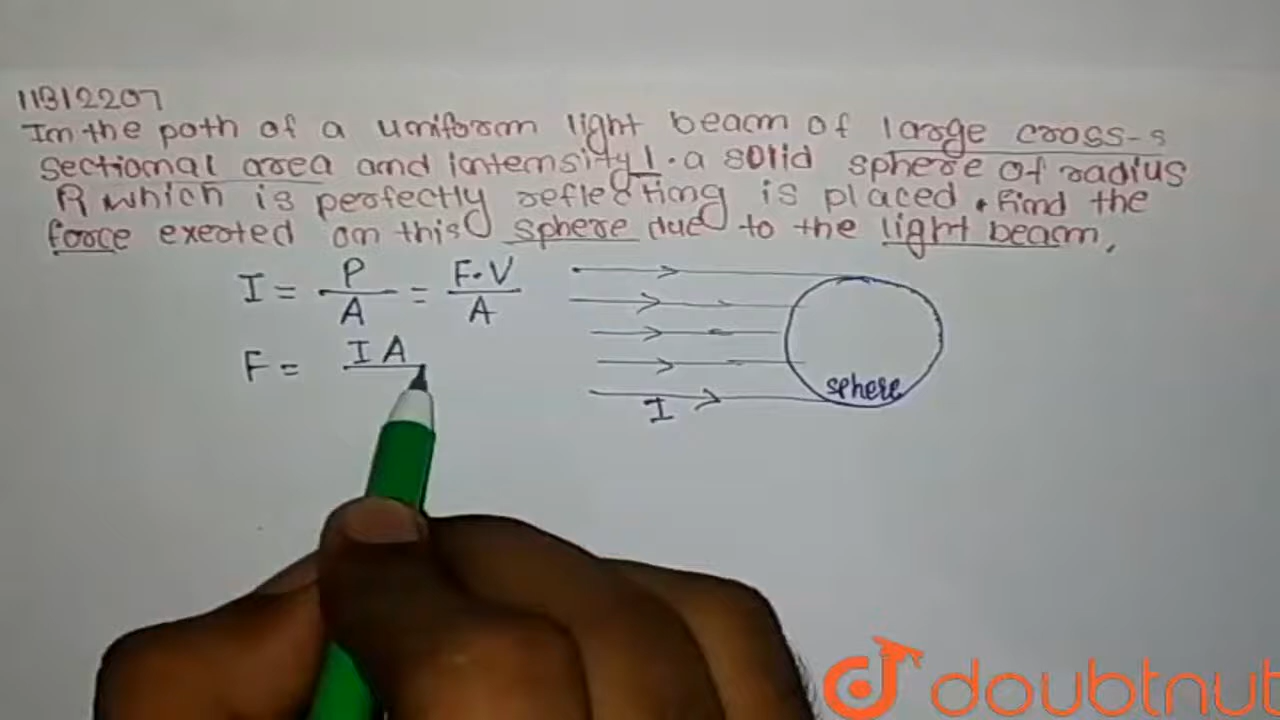 11312207
In the path of a uniform light beam of large cross-s
sectional area and intensity I. a solid sphere of radius
R which is perfectly reflecting is placed. Find the
force exerted on this sphere due to the light beam.
I = P/A = F.V/A
F = IA
I
sphere
doubtnut